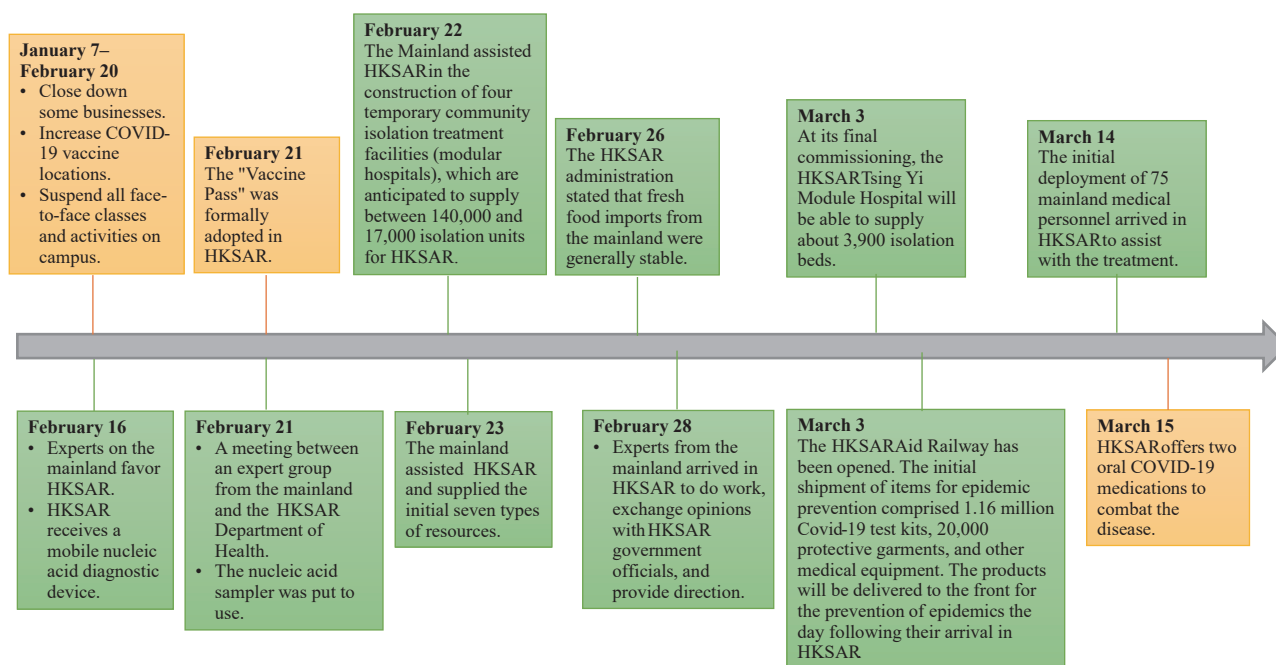 January 7–
February 20
• Close down
some businesses.
• Increase COVID-
19 vaccine
locations.
• Suspend all face-
to-face classes
and activities on
campus.
February 21
The "Vaccine
Pass" was
formally
adopted in
HKSAR.
February 22
The Mainland assisted
HKSARin the
construction of four
temporary community
isolation treatment
facilities (modular
hospitals), which are
anticipated to supply
between 140,000 and
17,000 isolation units
for HKSAR.
February 26
The HKSAR
administration
stated that fresh
food imports from
the mainland were
generally stable.
March 3
At its final
commissioning, the
HKSARTsing Yi
Module Hospital will
be able to supply
about 3,900 isolation
beds.
March 14
The initial
deployment of 75
mainland medical
personnel arrived in
HKSARto assist
with the treatment.
February 16
• Experts on the
mainland favor
HKSAR.
• HKSAR
receives a
mobile nucleic
acid diagnostic
device.
February 21
• A meeting between
an expert group
from the mainland
and the HKSAR
Department of
Health.
• The nucleic acid
sampler was put to
use.
February 23
The mainland
assisted HKSAR
and supplied the
initial seven types
of resources.
February 28
• Experts from the
mainland arrived in
HKSAR to do work,
exchange opinions
with HKSAR
government
officials, and
provide direction.
March 3
The HKSARAid Railway has
been opened. The initial
shipment of items for epidemic
prevention comprised 1.16 million
Covid-19 test kits, 20,000
protective garments, and other
medical equipment. The products
will be delivered to the front for
the prevention of epidemics the
day following their arrival in
HKSAR
March 15
HKSARoffers two
oral COVID-19
medications to
combat the
disease.